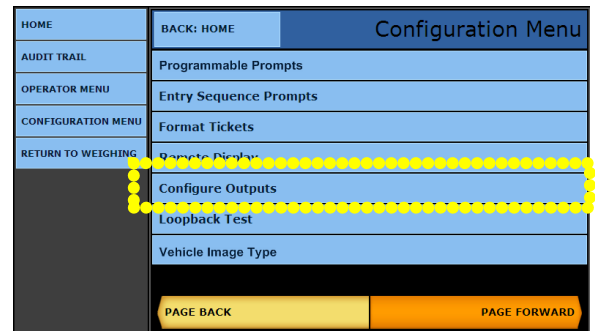 HOME
AUDIT TRAIL
OPERATOR MENU
CONFIGURATION MENU
RETURN TO WEIGHING
BACK: HOME
Configuration Menu
Programmable Prompts
Entry Sequence Prompts
Format Tickets
Remote Display
Configure Outputs
Loopback Test
Vehicle Image Type
PAGE BACK
PAGE FORWARD